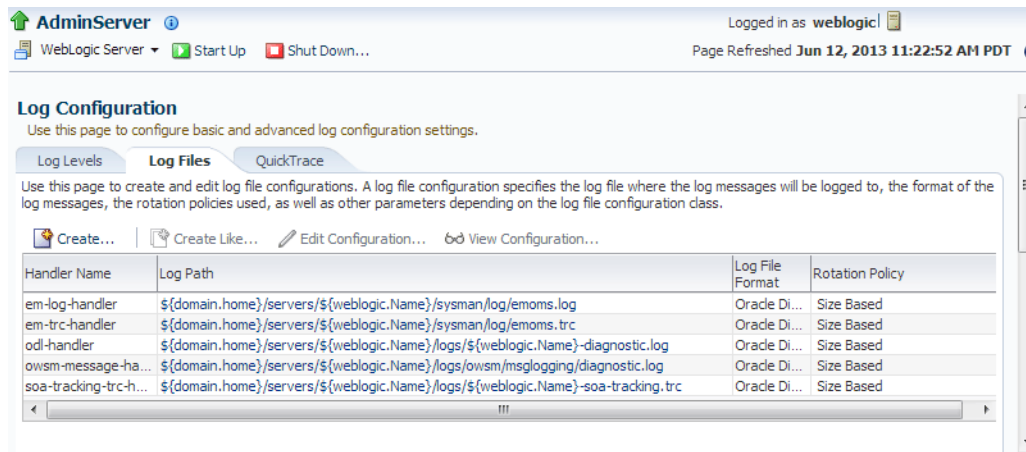 AdminServer
Logged in as weblogic
WebLogic Server Start Up Shut Down...
Page Refreshed Jun 12, 2013 11:22:52 AM PDT
Log Configuration
Use this page to configure basic and advanced log configuration settings.
Log Levels Log Files QuickTrace
Use this page to create and edit log file configurations. A log file configuration specifies the log file where the log messages will be logged to, the format of the
log messages, the rotation policies used, as well as other parameters depending on the log file configuration class.
Create... Create Like... Edit Configuration... View Configuration...
Handler Name Log Path Log File Format Rotation Policy
em-log-handler ${domain.home}/servers/${weblogic.Name}/sysman/log/emoms.log Oracle Di... Size Based
em-trc-handler ${domain.home}/servers/${weblogic.Name}/sysman/log/emoms.trc Oracle Di... Size Based
odl-handler ${domain.home}/servers/${weblogic.Name}/logs/${weblogic.Name}-diagnostic.log Oracle Di... Size Based
owsm-message-ha... ${domain.home}/servers/${weblogic.Name}/logs/owsm/msglogging/diagnostic.log Oracle Di... Size Based
soa-tracking-trc-h... ${domain.home}/servers/${weblogic.Name}/logs/${weblogic.Name}-soa-tracking.trc Oracle Di... Size Based